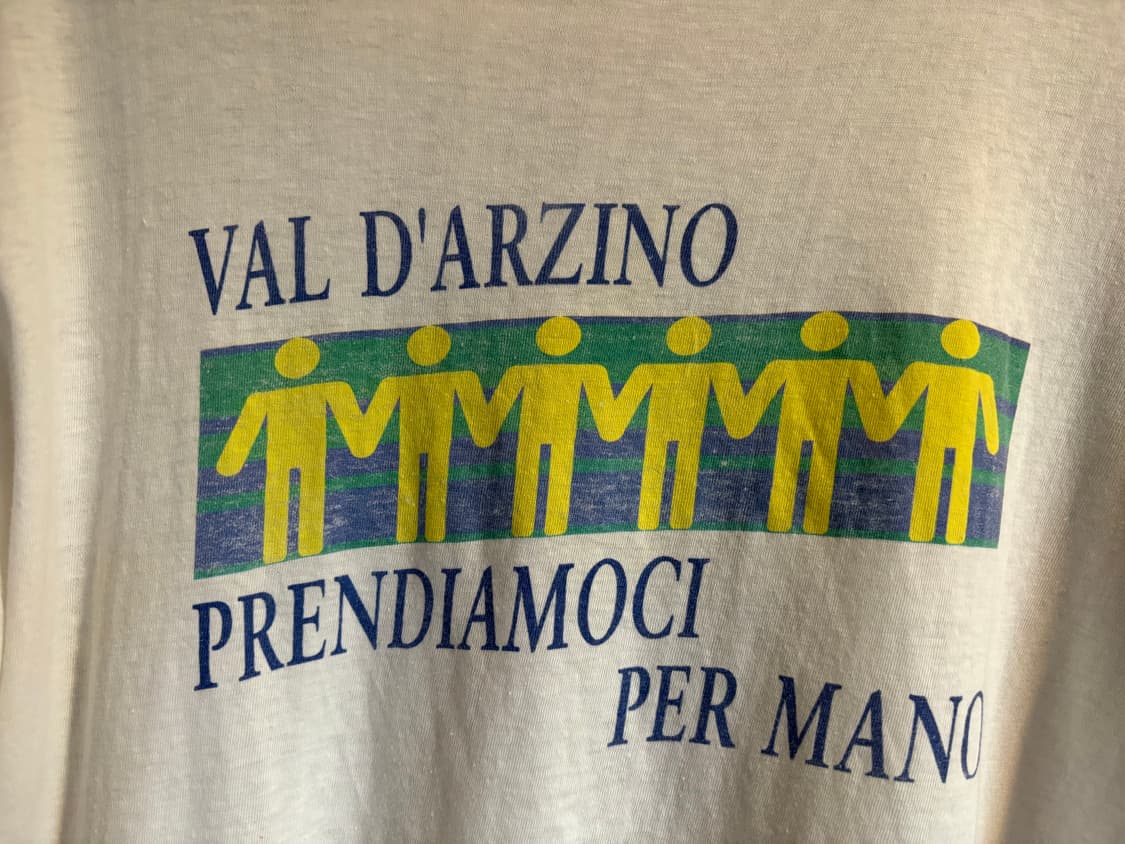 VAL D'ARZINO
PRENDIAMOCI
PER MANO